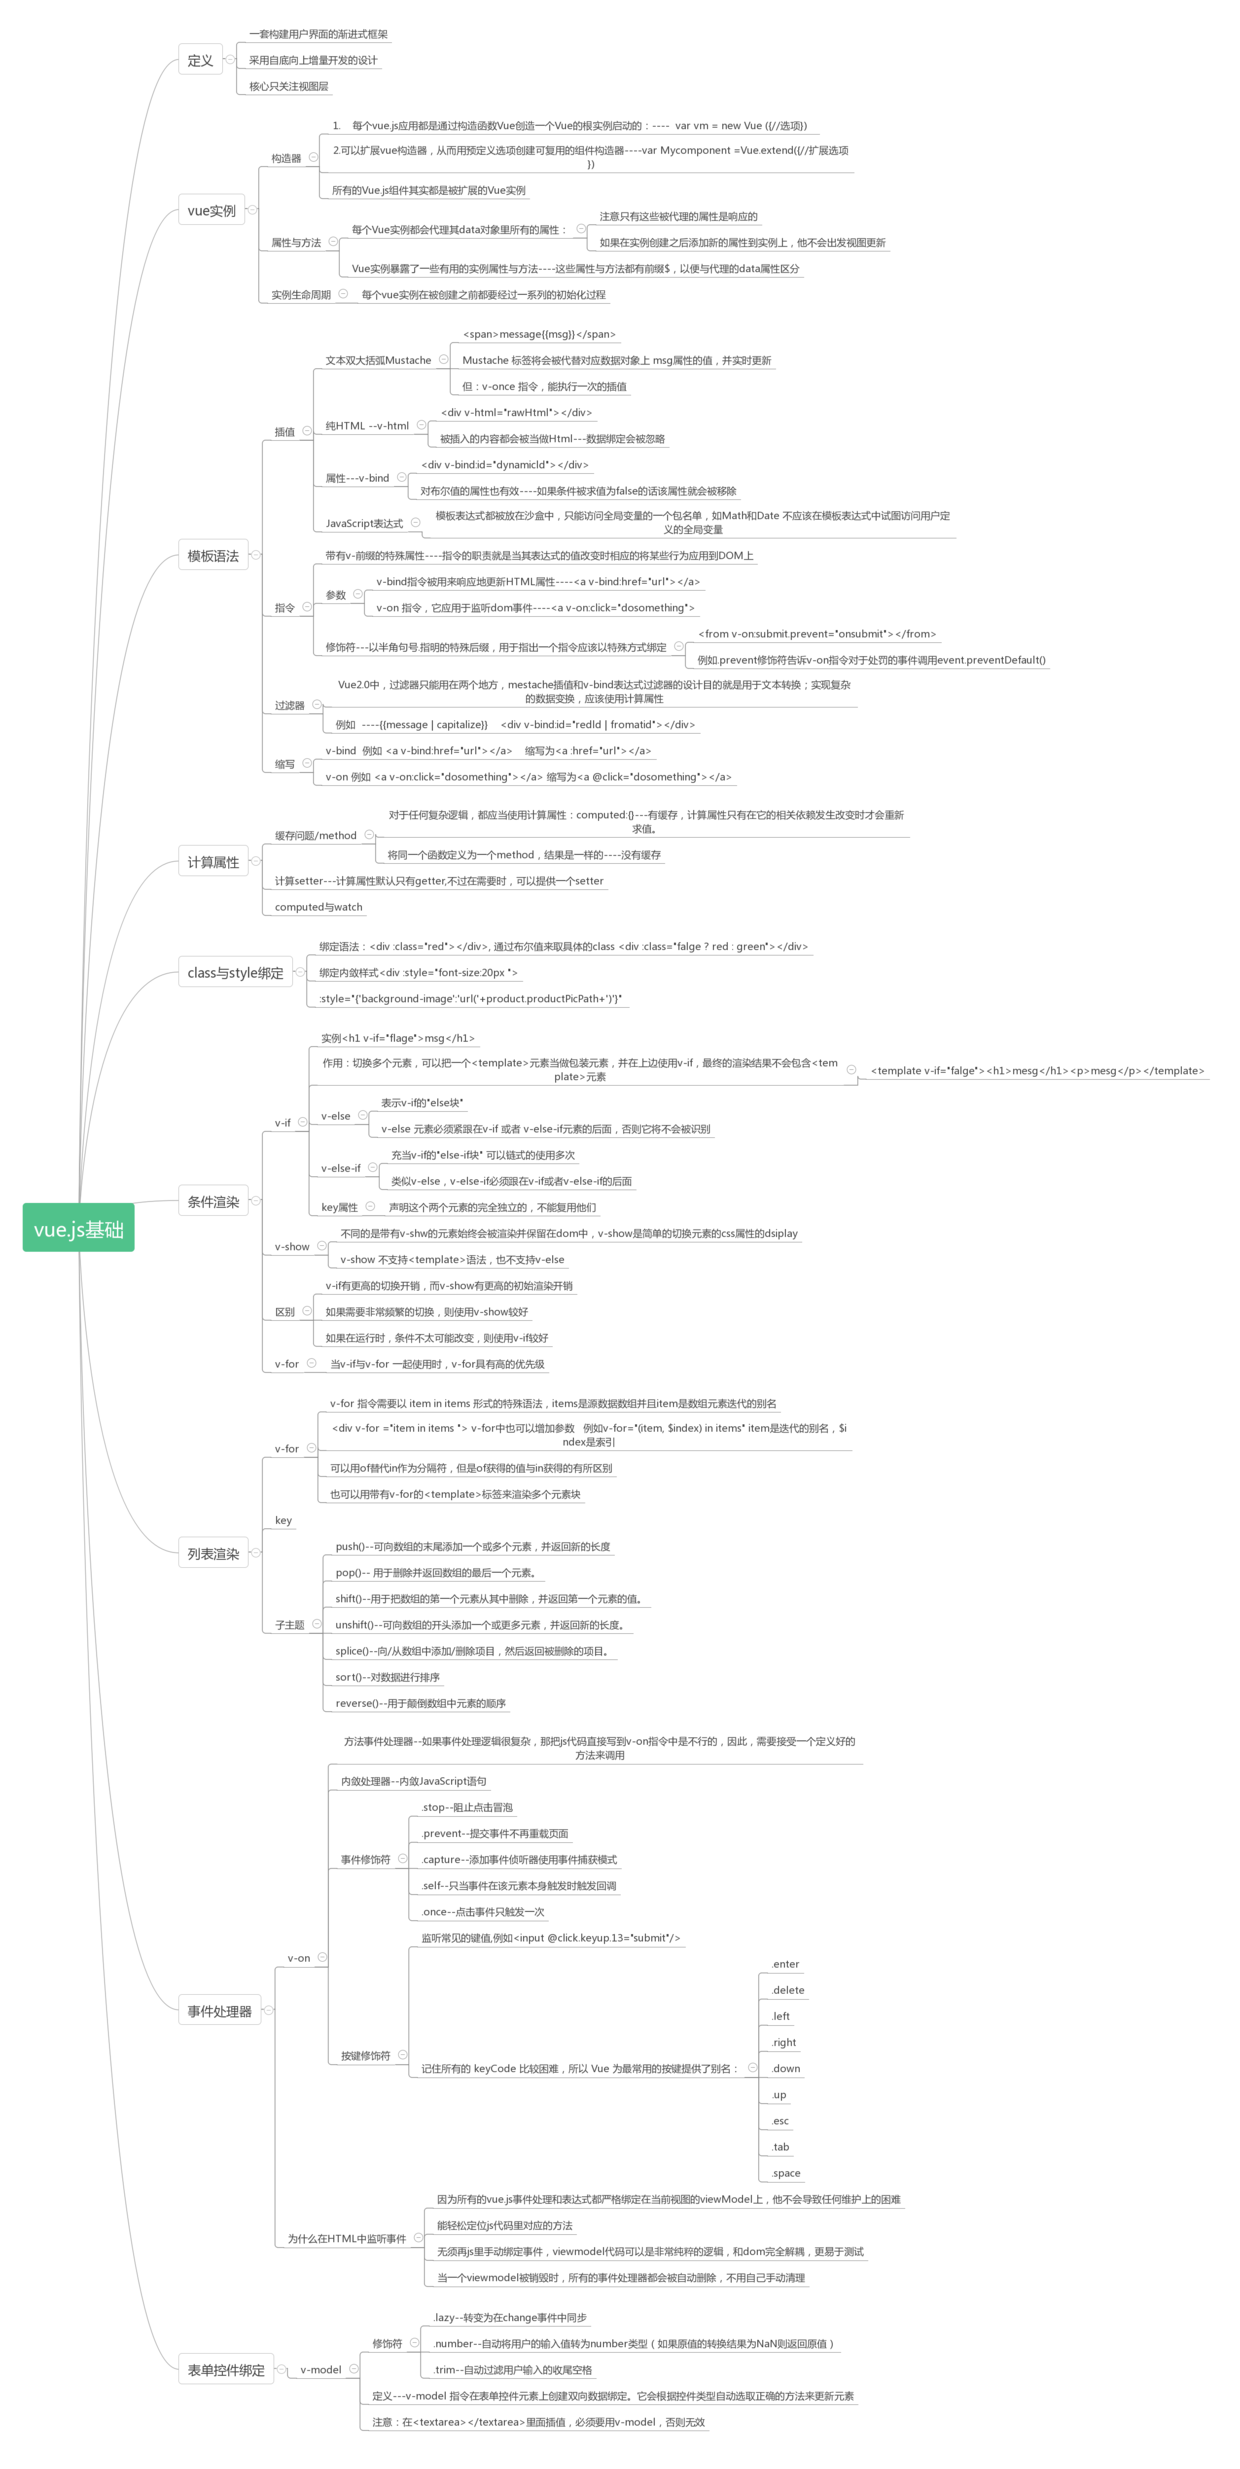 一套构建用户界面的渐进式框架
定义
采用自底向上增量开发的设计
核心只关注视图层
1. 每个vue.js应用都是通过构造函数Vue创造一个Vue的根实例启动的：---- var vm = new Vue ({//选项})
构造器
2.可以扩展vue构造器，从而用预定义选项创建可复用的组件构造器----var Mycomponent =Vue.extend({//扩展选项
})
所有的Vue.js组件其实都是被扩展的Vue实例
vue实例
属性与方法
每个Vue实例都会代理其data对象里所有的属性：
注意只有这些被代理的属性是响应的
如果在实例创建之后添加新的属性到实例上，他不会出发视图更新
Vue实例暴露了一些有用的实例属性与方法----这些属性与方法都有前缀$，以便与代理的data属性区分
实例生命周期
每个vue实例在被创建之前都要经过一系列的初始化过程
模板语法
插值
文本双大括弧Mustache
<span>message{{msg}}</span>
Mustache 标签将会被代替对应数据对象上 msg属性的值，并实时更新
但：v-once 指令，能执行一次的插值
纯HTML --v-html
<div v-html="rawHtml"></div>
被插入的内容都会被当做Html---数据绑定会被忽略
属性---v-bind
<div v-bind:id="dynamicId"></div>
对布尔值的属性也有效----如果条件被求值为false的话该属性就会被移除
JavaScript表达式
模板表达式都被放在沙盒中，只能访问全局变量的一个包名单，如Math和Date 不应该在模板表达式中试图访问用户定
义的全局变量
指令
带有v-前缀的特殊属性----指令的职责就是当其表达式的值改变时相应的将某些行为应用到DOM上
参数
v-bind指令被用来响应地更新HTML属性----<a v-bind:href="url"></a>
v-on 指令，它应用于监听dom事件----<a v-on:click="dosomething">
修饰符---以半角句号.指明的特殊后缀，用于指出一个指令应该以特殊方式绑定
<from v-on:submit.prevent="onsubmit"></from>
例如.prevent修饰符告诉v-on指令对于处罚的事件调用event.preventDefault()
过滤器
Vue2.0中，过滤器只能用在两个地方，mestache插值和v-bind表达式过滤器的设计目的就是用于文本转换；实现复杂
的数据变换，应该使用计算属性
例如 ----{{message | capitalize}} <div v-bind:id="redId | fromatid"></div>
缩写
v-bind 例如 <a v-bind:href="url"></a> 缩写为<a :href="url"></a>
v-on 例如 <a v-on:click="dosomething"></a> 缩写为<a @click="dosomething"></a>
计算属性
缓存问题/method
对于任何复杂逻辑，都应当使用计算属性：computed:{}---有缓存，计算属性只有在它的相关依赖发生改变时才会重新
求值。
将同一个函数定义为一个method，结果是一样的----没有缓存
计算setter---计算属性默认只有getter,不过在需要时，可以提供一个setter
computed与watch
class与style绑定
绑定语法：<div :class="red"></div>, 通过布尔值来取具体的class <div :class="falge ? red : green"></div>
绑定内敛样式<div :style="font-size:20px ">
:style="{'background-image':'url('+product.productPicPath+')'}"
vue.js基础
条件渲染
v-if
实例<h1 v-if="flage">msg</h1>
作用：切换多个元素，可以把一个<template>元素当做包装元素，并在上边使用v-if，最终的渲染结果不会包含<tem
plate>元素
<template v-if="falge"><h1>mesg</h1><p>mesg</p></template>
v-else
表示v-if的"else块"
v-else 元素必须紧跟在v-if 或者 v-else-if元素的后面，否则它将不会被识别
v-else-if
充当v-if的"else-if块" 可以链式的使用多次
类似v-else，v-else-if必须跟在v-if或者v-else-if的后面
key属性
声明这个两个元素的完全独立的，不能复用他们
v-show
不同的是带有v-shw的元素始终会被渲染并保留在dom中，v-show是简单的切换元素的css属性的dsiplay
v-show 不支持<template>语法，也不支持v-else
区别
v-if有更高的切换开销，而v-show有更高的初始渲染开销
如果需要非常频繁的切换，则使用v-show较好
如果在运行时，条件不太可能改变，则使用v-if较好
v-for
当v-if与v-for 一起使用时，v-for具有高的优先级
列表渲染
v-for
v-for 指令需要以 item in items 形式的特殊语法，items是源数据数组并且item是数组元素迭代的别名
<div v-for ="item in items "> v-for中也可以增加参数 例如v-for="(item, $index) in items" item是迭代的别名，$i
ndex是索引
可以用of替代in作为分隔符，但是of获得的值与in获得的有所区别
也可以用带有v-for的<template>标签来渲染多个元素块
key
子主题
push()--可向数组的末尾添加一个或多个元素，并返回新的长度
pop()-- 用于删除并返回数组的最后一个元素。
shift()--用于把数组的第一个元素从其中删除，并返回第一个元素的值。
unshift()--可向数组的开头添加一个或更多元素，并返回新的长度。
splice()--向/从数组中添加/删除项目，然后返回被删除的项目。
sort()--对数据进行排序
reverse()--用于颠倒数组中元素的顺序
事件处理器
v-on
方法事件处理器--如果事件处理逻辑很复杂，那把js代码直接写到v-on指令中是不行的，因此，需要接受一个定义好的
方法来调用
内敛处理器--内敛JavaScript语句
事件修饰符
.stop--阻止点击冒泡
.prevent--提交事件不再重载页面
.capture--添加事件侦听器使用事件捕获模式
.self--只当事件在该元素本身触发时触发回调
.once--点击事件只触发一次
按键修饰符
监听常见的键值,例如<input @click.keyup.13="submit"/>
记住所有的 keyCode 比较困难，所以 Vue 为最常用的按键提供了别名：
.enter
.delete
.left
.right
.down
.up
.esc
.tab
.space
为什么在HTML中监听事件
因为所有的vue.js事件处理和表达式都严格绑定在当前视图的viewModel上，他不会导致任何维护上的困难
能轻松定位js代码里对应的方法
无须再js里手动绑定事件，viewmodel代码可以是非常纯粹的逻辑，和dom完全解耦，更易于测试
当一个viewmodel被销毁时，所有的事件处理器都会被自动删除，不用自己手动清理
表单控件绑定
v-model
修饰符
.lazy--转变为在change事件中同步
.number--自动将用户的输入值转为number类型（如果原值的转换结果为NaN则返回原值）
.trim--自动过滤用户输入的收尾空格
定义---v-model 指令在表单控件元素上创建双向数据绑定。它会根据控件类型自动选取正确的方法来更新元素
注意：在<textarea></textarea>里面插值，必须要用v-model，否则无效